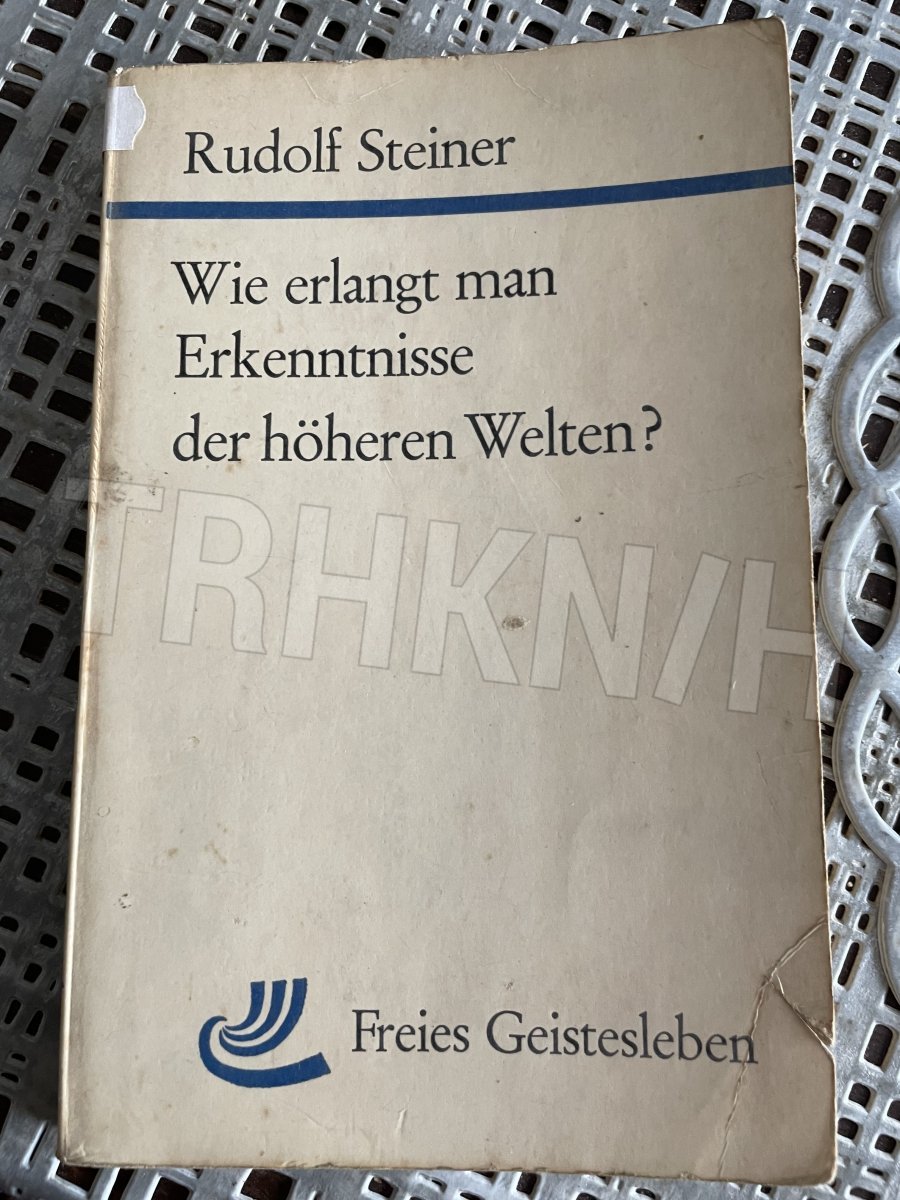 Rudolf Steiner
Wie erlangt man
Erkenntnisse
der höheren Welten?
TRHKN/H
Freies Geistesleben